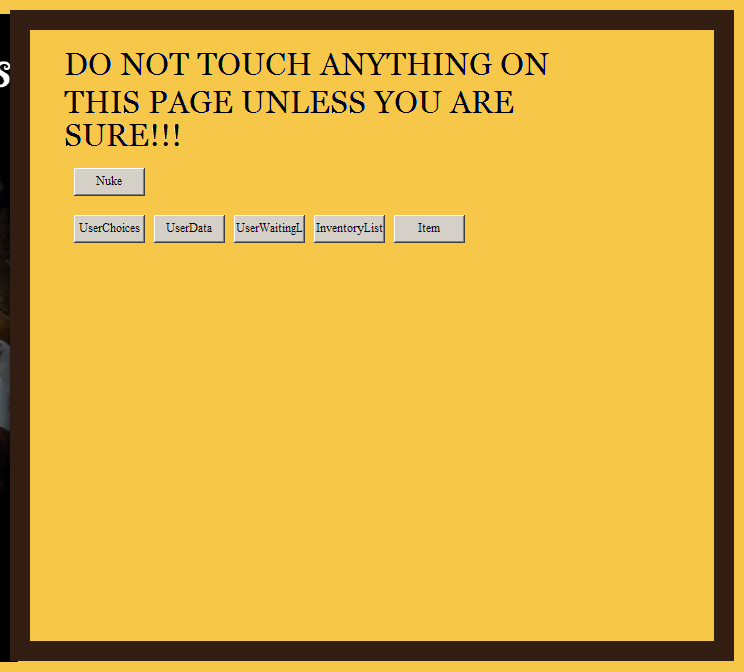 DO NOT TOUCH ANYTHING ON
THIS PAGE UNLESS YOU ARE
SURE!!!
Nuke
UserChoices UserData UserWaitingL InventoryList Item